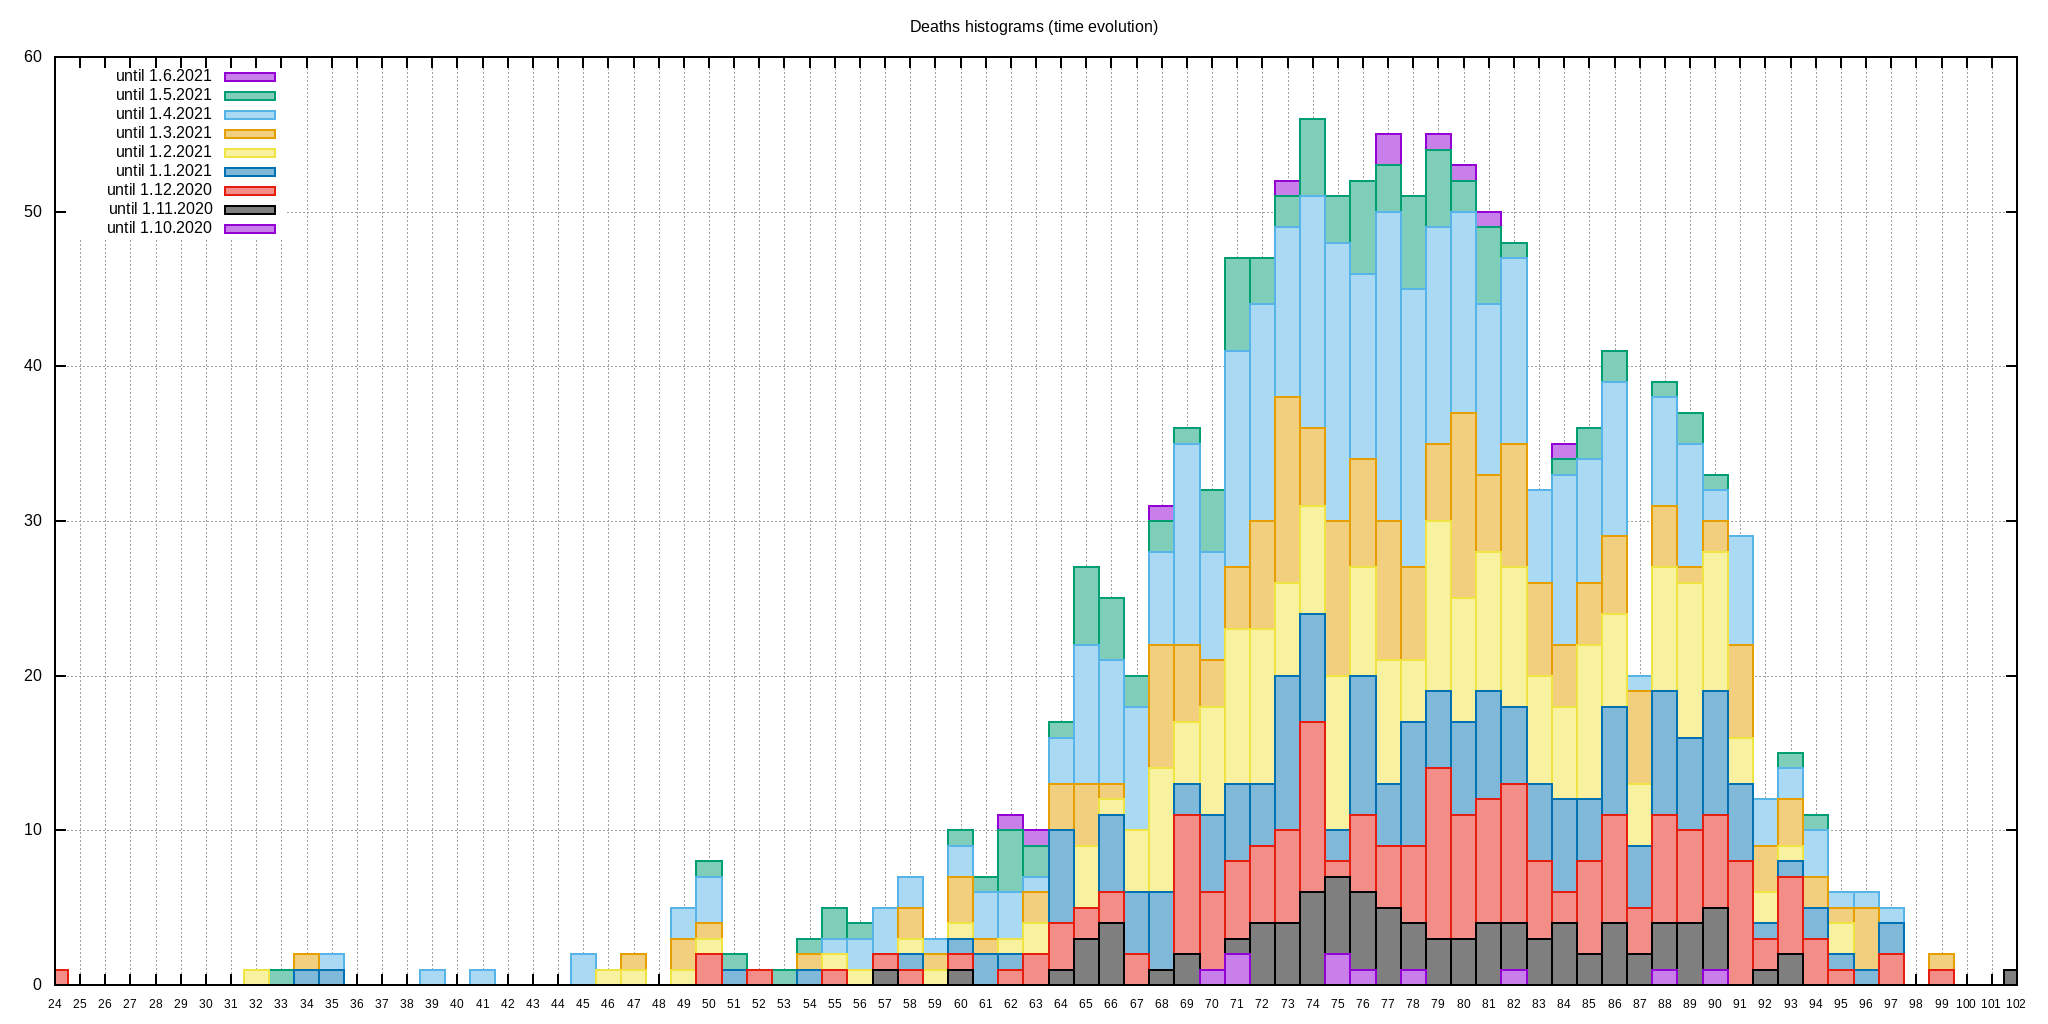 Deaths histograms (time evolution)
60
until 1.6.2021
until 1.5.2021
until 1.4.2021
until 1.3.2021
until 1.2.2021
until 1.1.2021
until 1.12.2020
until 1.11.2020
until 1.10.2020
50
40
30
20
10
0
24 25 26 27 28 29 30 31 32 33 34 35 36 37 38 39 40 41 42 43 44 45 46 47 48 49 50 51 52 53 54 55 56 57 58 59 60 61 62 63 64 65 66 67 68 69 70 71 72 73 74 75 76 77 78 79 80 81 82 83 84 85 86 87 88 89 90 91 92 93 94 95 96 97 98 99 100 101 102